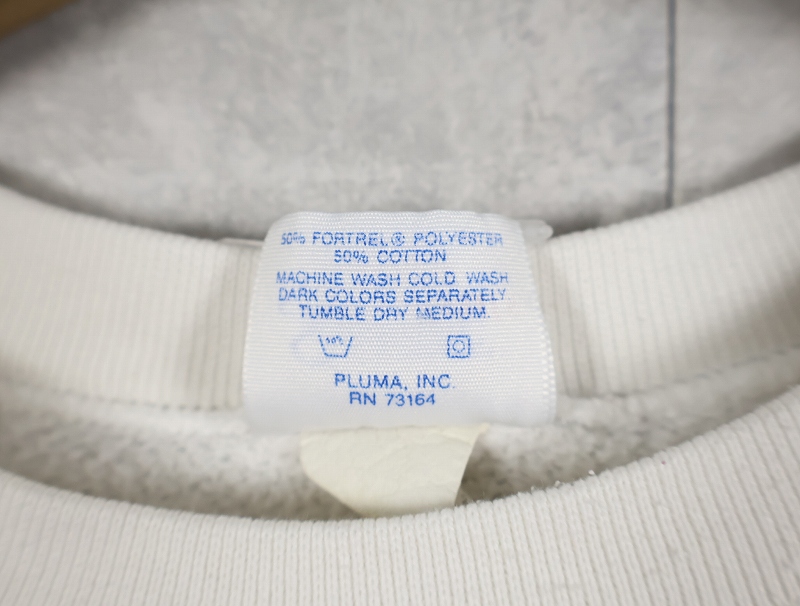 50% FORTREL® POLYESTER
50% COTTON
MACHINE WASH COLD WASH
DARK COLORS SEPARATELY
TUMBLE DRY MEDIUM.
PLUMA, INC.
RN 73164